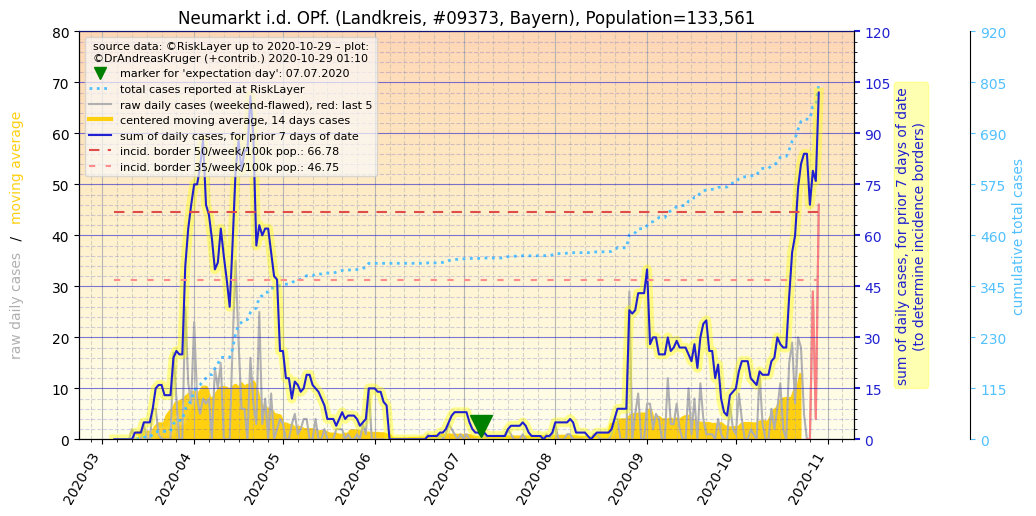 Neumarkt i.d. OPf. (Landkreis, #09373, Bayern), Population=133,561
source data: ©RiskLayer up to 2020-10-29 – plot:
©DrAndreasKruger (+contrib.) 2020-10-29 01:10
marker for 'expectation day': 07.07.2020
total cases reported at RiskLayer
raw daily cases (weekend-flawed), red: last 5
centered moving average, 14 days cases
sum of daily cases, for prior 7 days of date
incid. border 50/week/100k pop.: 66.78
incid. border 35/week/100k pop.: 46.75
raw daily cases / moving average
80
70
60
50
40
30
20
10
0
2020-03
2020-04
2020-05
2020-06
2020-07
2020-08
2020-09
2020-10
2020-11
120
105
90
75
60
45
30
15
0
sum of daily cases, for prior 7 days of date
(to determine incidence borders)
920
805
690
575
460
345
230
115
0
cumulative total cases